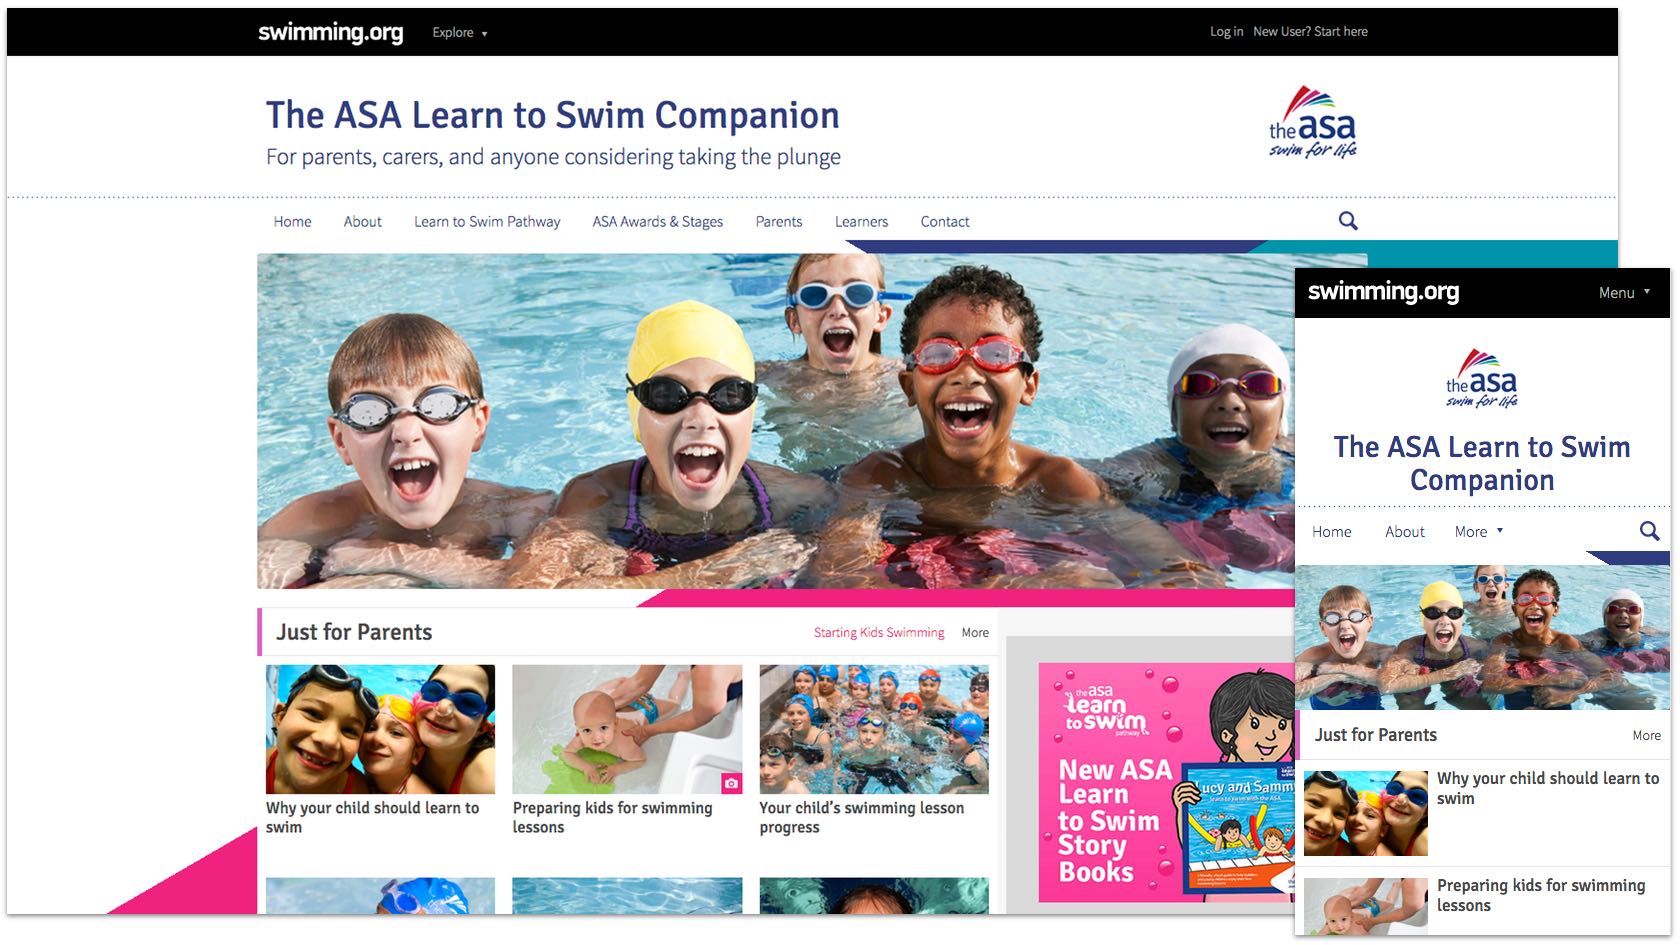 swimming.org
Explore
Log in
New User? Start here
The ASA Learn to Swim Companion
For parents, carers, and anyone considering taking the plunge
the asa
swim for life
Home
About
Learn to Swim Pathway
ASA Awards & Stages
Parents
Learners
Contact
Just for Parents
Starting Kids Swimming
More
Why your child should learn to
swim
Preparing kids for swimming
lessons
Your child's swimming lesson
progress
the asa
learn
to swim
pathway
New ASA
Learn
to Swim
Story
Books
Lucy and Sammy
learn to swim with the ASA
swimming.org
Menu
the asa
swim for life
The ASA Learn to Swim
Companion
Home
About
More
Just for Parents
More
Why your child should learn to
swim
Preparing kids for swimming
lessons